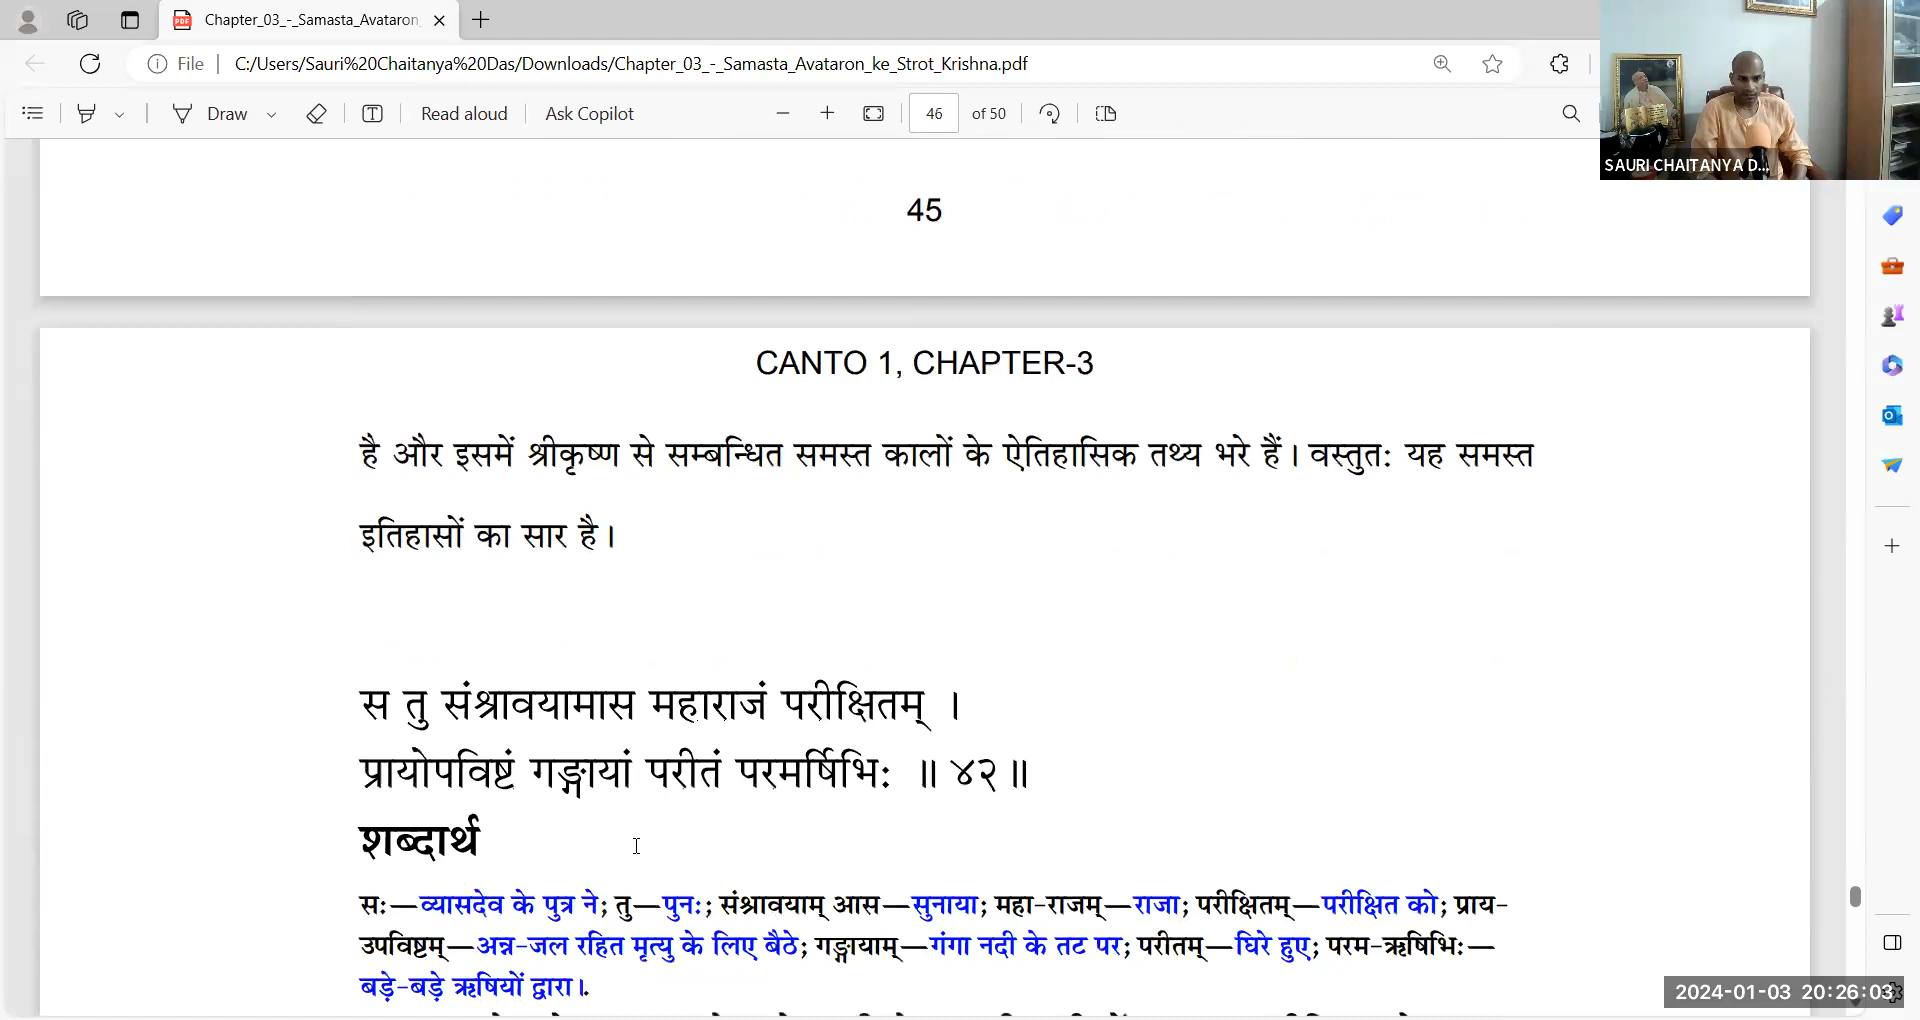 Chapter_03_-_Samasta_Avataron
File
C:/Users/Sauri%20Chaitanya%20Das/Downloads/Chapter_03_-_Samasta_Avataron_ke_Strot_Krishna.pdf
Draw
Read aloud
Ask Copilot
46 of 50
SAURI CHAITANYA D...
45
CANTO 1, CHAPTER-3
है और इसमें श्रीकृष्ण से सम्बन्धित समस्त कालों के ऐतिहासिक तथ्य भरे हैं। वस्तुतः यह समस्त
इतिहासों का सार है।
स तु संश्रावयामास महाराजं परीक्षितम् ।
प्रायोपविष्टं गङ्गायां परीतं परमर्षिभिः ॥ ४२॥
शब्दार्थ
सः—व्यासदेव के पुत्र ने; तु—पुनः; संश्रावयाम् आस—सुनाया; महा-राजम्—राजा; परीक्षितम्—परीक्षित को; प्राय-
उपविष्टम्—अन्न-जल रहित मृत्यु के लिए बैठे; गङ्गायाम्—गंगा नदी के तट पर; परीतम्—घिरे हुए; परम-ऋषिभिः—
बड़े-बड़े ऋषियों द्वारा।.
2024-01-03 20:26:03